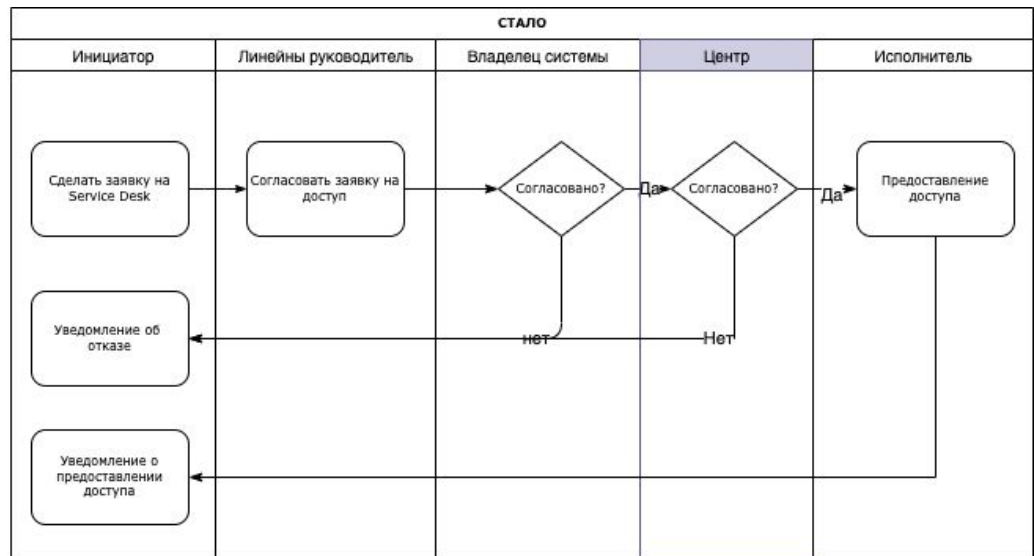 СТАЛО
Инициатор
Линейны руководитель
Владелец системы
Центр
Исполнитель
Сделать заявку на
Service Desk
Согласовать заявку на
доступ
Согласовано?
Да
Согласовано?
Да
Предоставление
доступа
Уведомление об
отказе
нет
Нет
Уведомление о
предоставлении
доступа